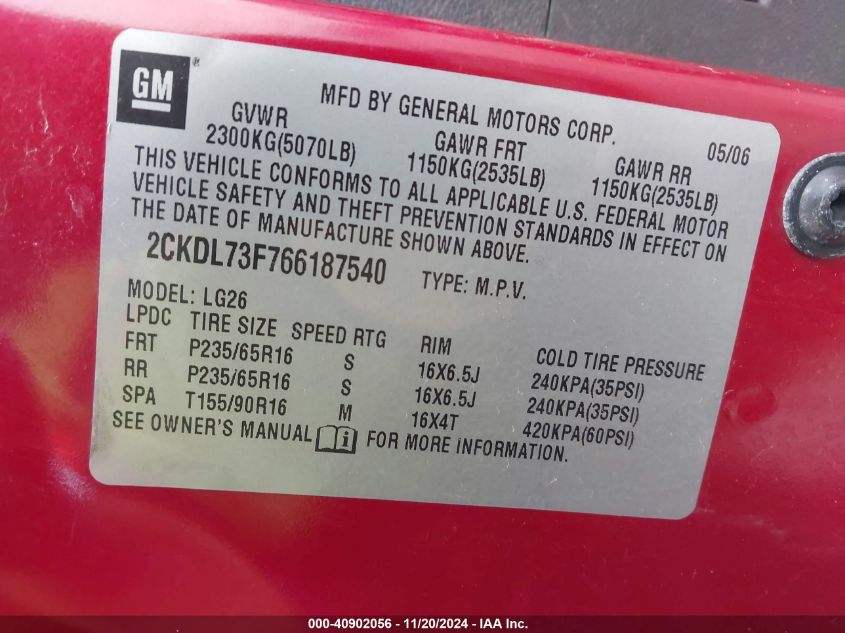 GM®
MFD BY GENERAL MOTORS CORP. 05/06
GVWR GAWR FRT GAWR RR
2300KG(5070LB) 1150KG(2535LB) 1150KG(2535LB)
THIS VEHICLE CONFORMS TO ALL APPLICABLE U.S. FEDERAL MOTOR
VEHICLE SAFETY AND THEFT PREVENTION STANDARDS IN EFFECT ON
THE DATE OF MANUFACTURE SHOWN ABOVE.
2CKDL73F766187540 TYPE: M.P.V.
MODEL: LG26
LPDC TIRE SIZE SPEED RTG RIM COLD TIRE PRESSURE
FRT P235/65R16 S 16X6.5J 240KPA(35PSI)
RR P235/65R16 S 16X6.5J 240KPA(35PSI)
SPA T155/90R16 M 16X4T 420KPA(60PSI)
SEE OWNER'S MANUAL FOR MORE INFORMATION.
000-40902056 - 11/20/2024 - IAA Inc.